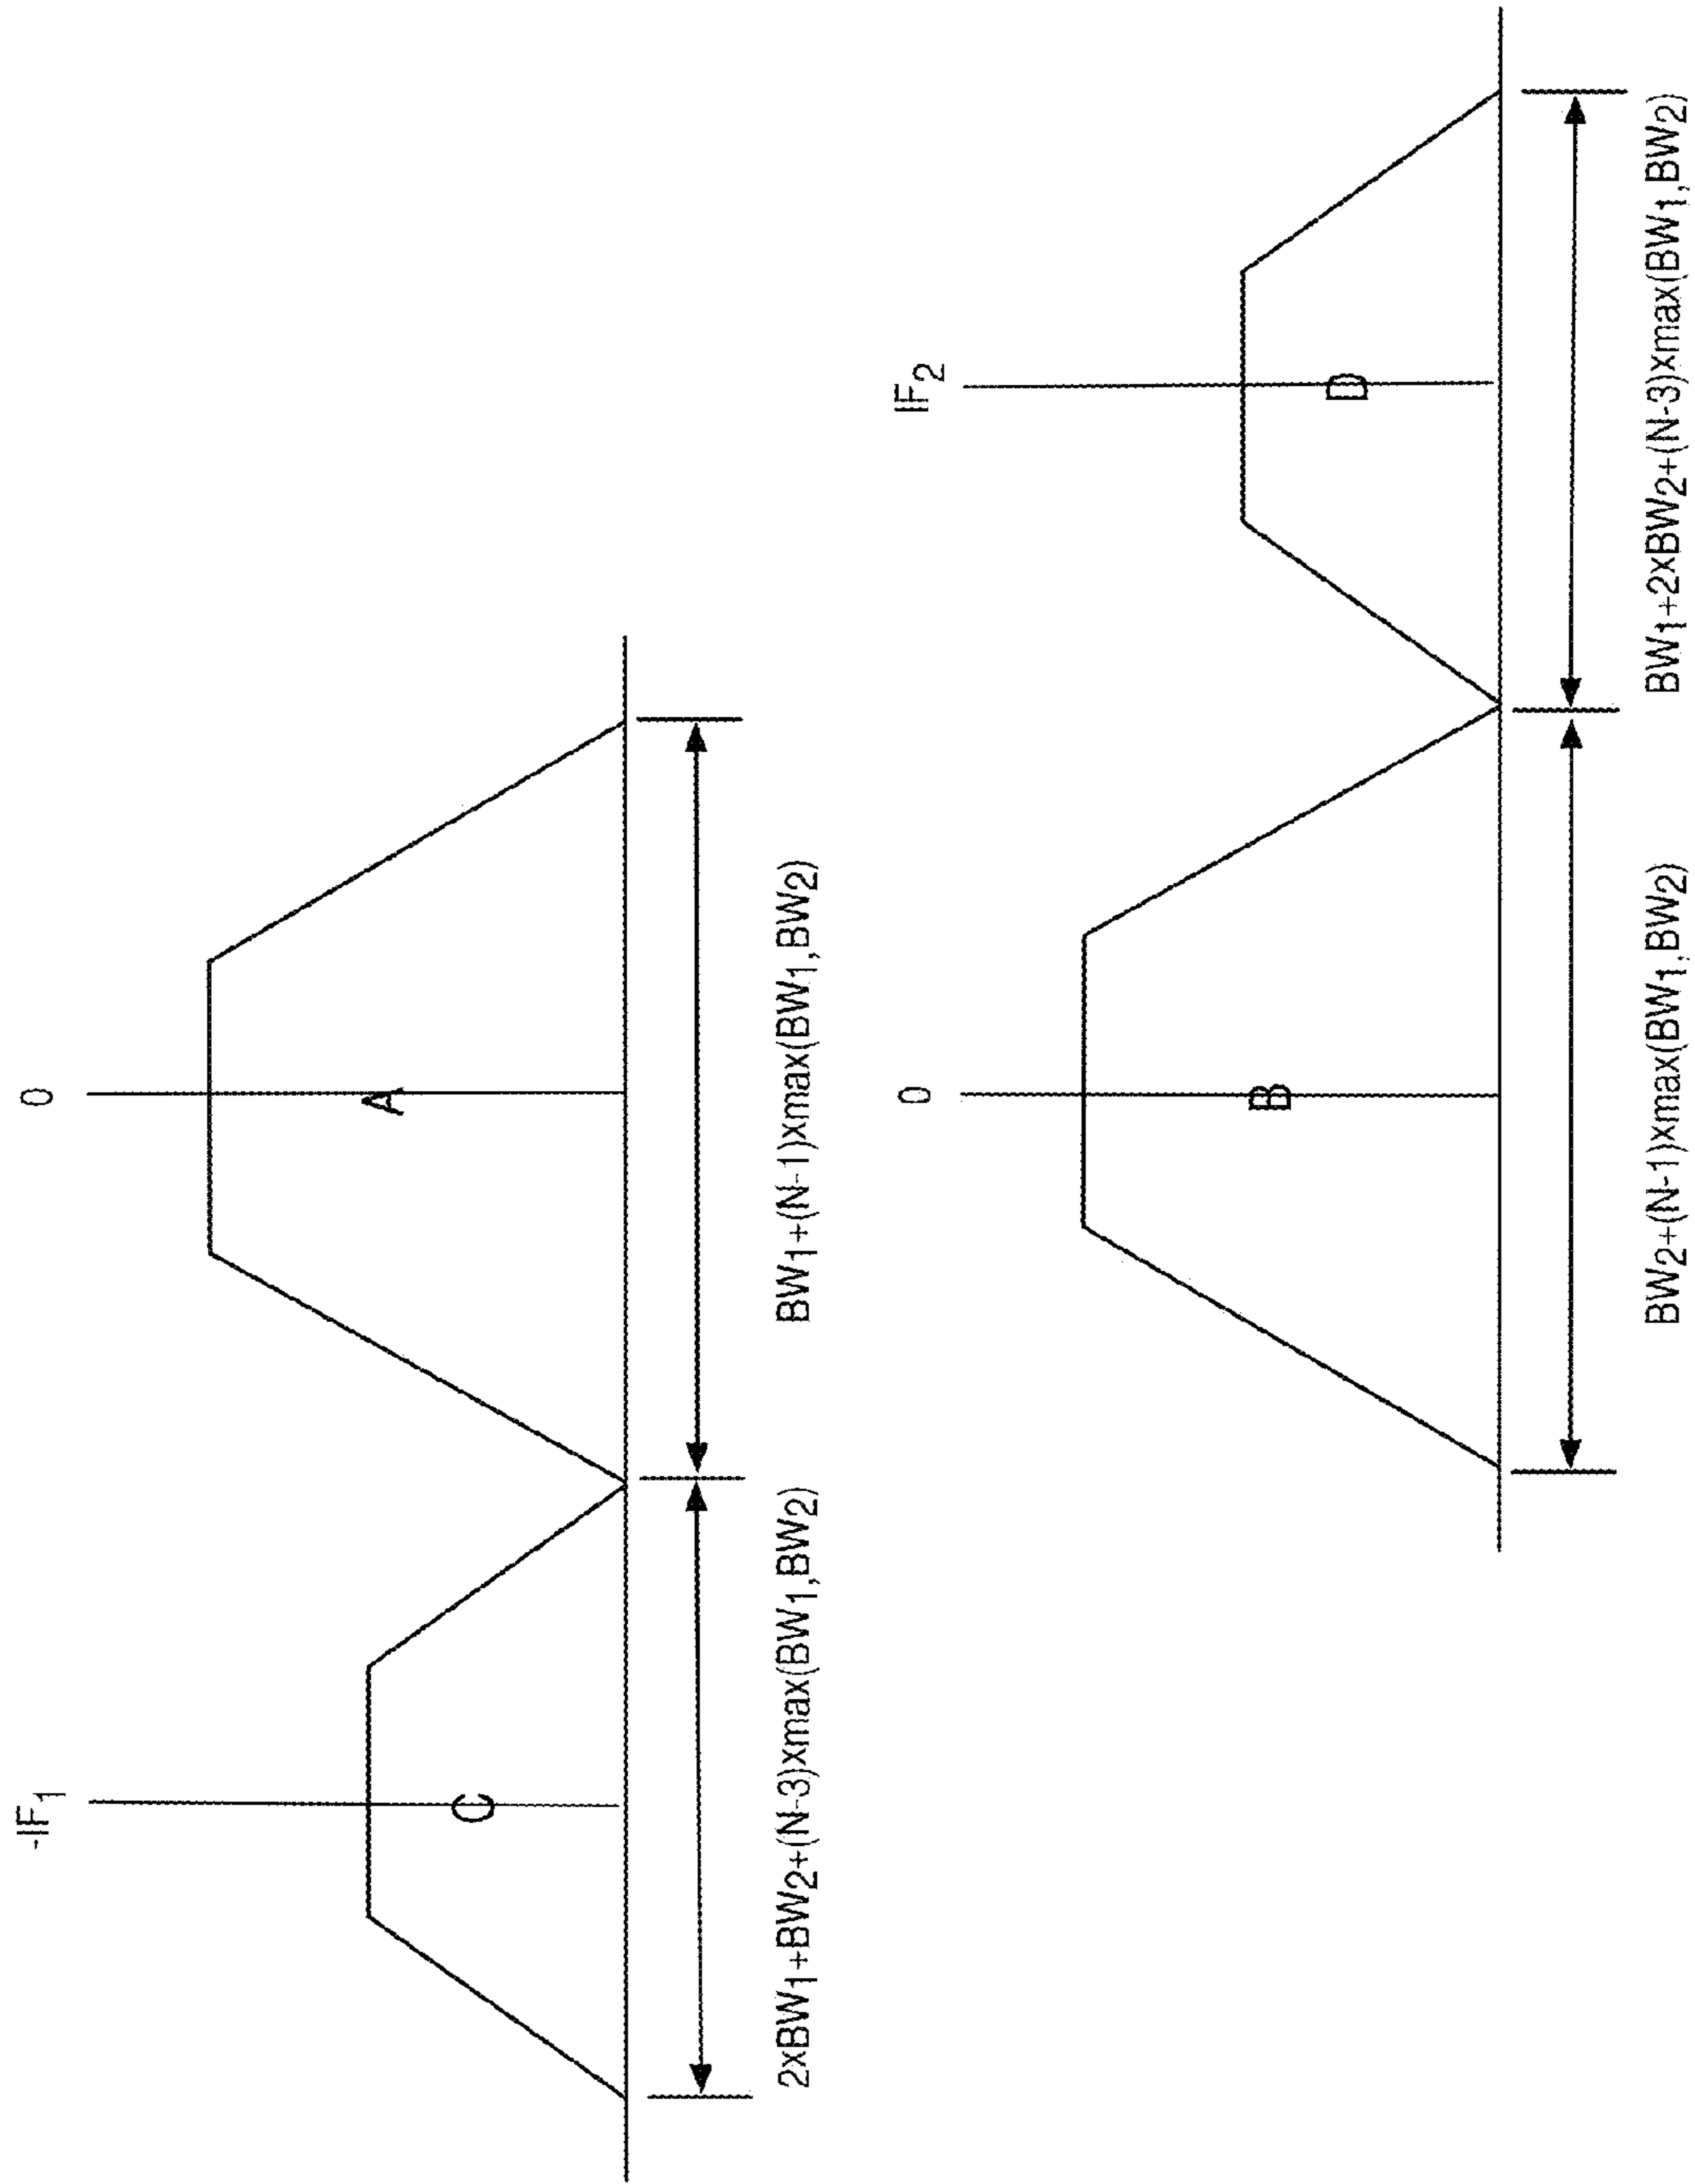 -IF1
0
C
A
2xBW1+BW2+(N-3)xmax(BW1,BW2)
BW1+(N-1)xmax(BW1,BW2)
0
IF2
B
D
BW2+(N-1)xmax(BW1,BW2)
BW1+2xBW2+(N-3)xmax(BW1,BW2)